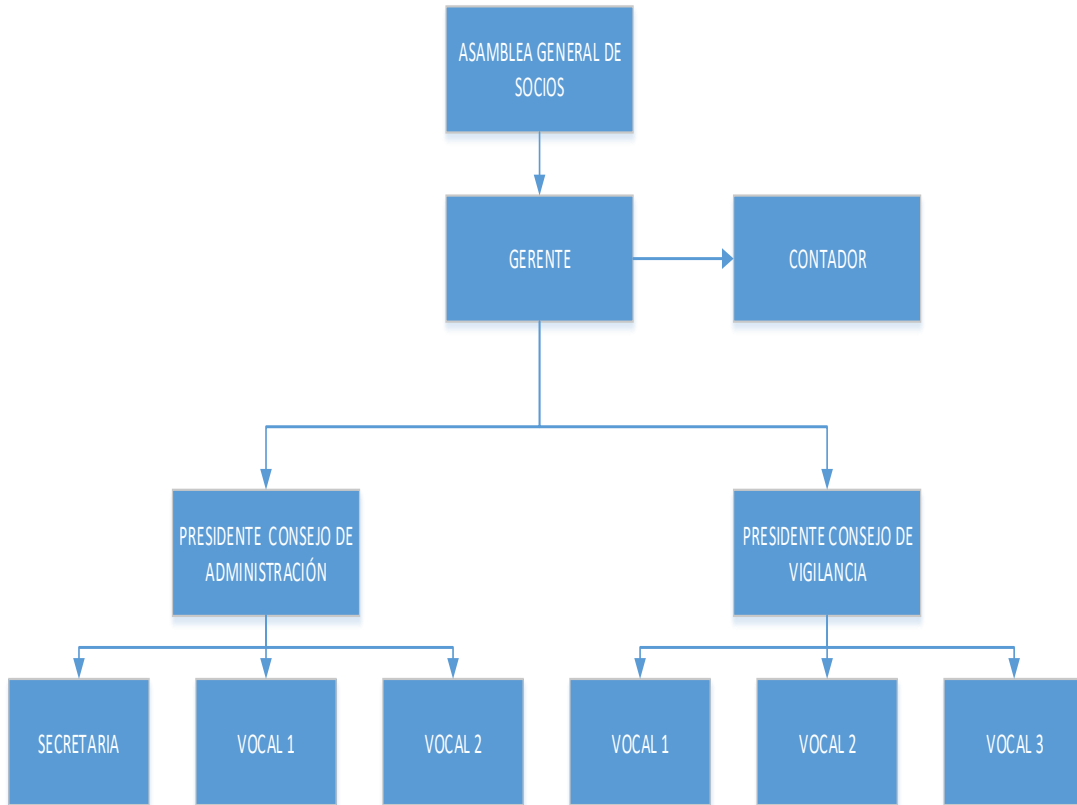 ASAMBLEA GENERAL DE
SOCIOS
GERENTE
CONTADOR
PRESIDENTE CONSEJO DE
ADMINISTRACIÓN
PRESIDENTE CONSEJO DE
VIGILANCIA
SECRETARIA
VOCAL 1
VOCAL 2
VOCAL 1
VOCAL 2
VOCAL 3